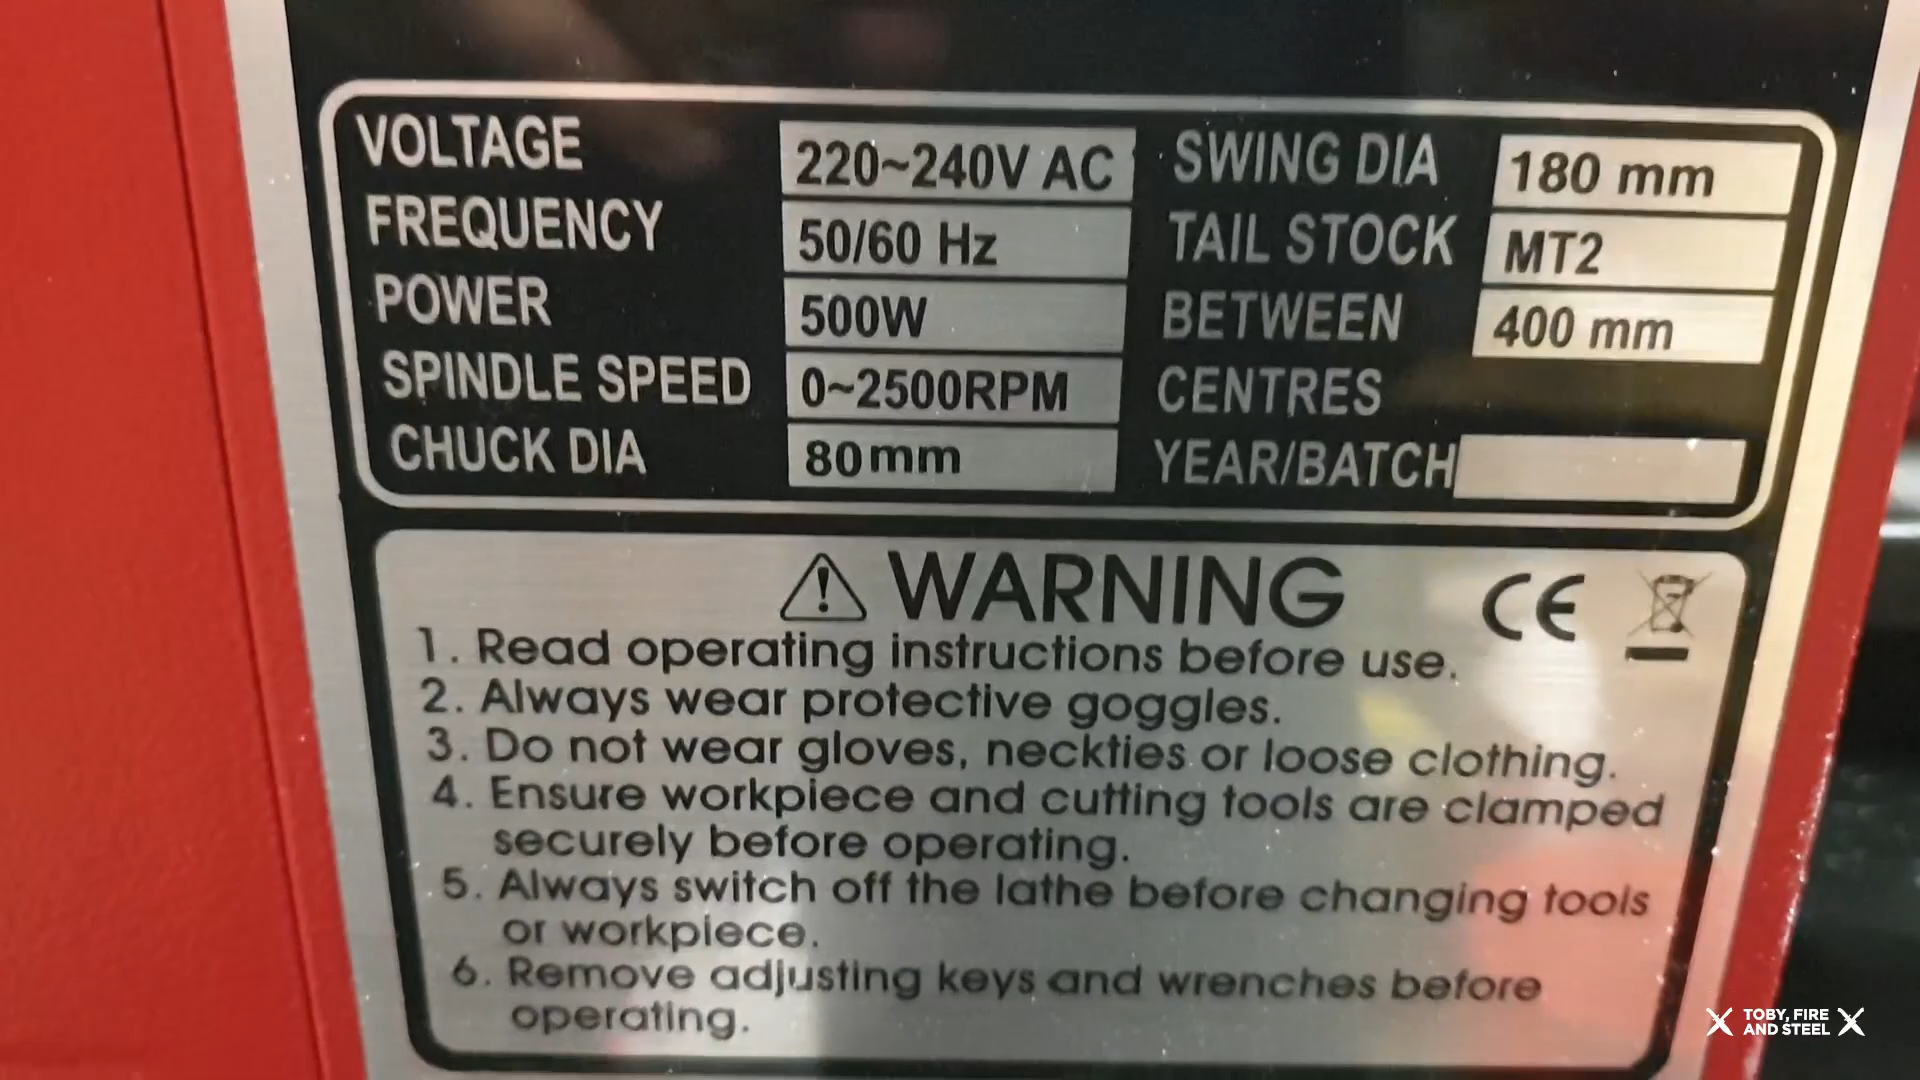 VOLTAGE 220~240V AC SWING DIA 180 mm
FREQUENCY 50/60 Hz TAIL STOCK MT2
POWER 500W BETWEEN 400 mm
SPINDLE SPEED 0~2500RPM CENTRES
CHUCK DIA 80mm YEAR/BATCH
WARNING CE
1. Read operating instructions before use.
2. Always wear protective goggles.
3. Do not wear gloves, neckties or loose clothing.
4. Ensure workpiece and cutting tools are clamped
securely before operating.
5. Always switch off the lathe before changing tools
or workpiece.
6. Remove adjusting keys and wrenches before
operating.
TOBY, FIRE
AND STEEL